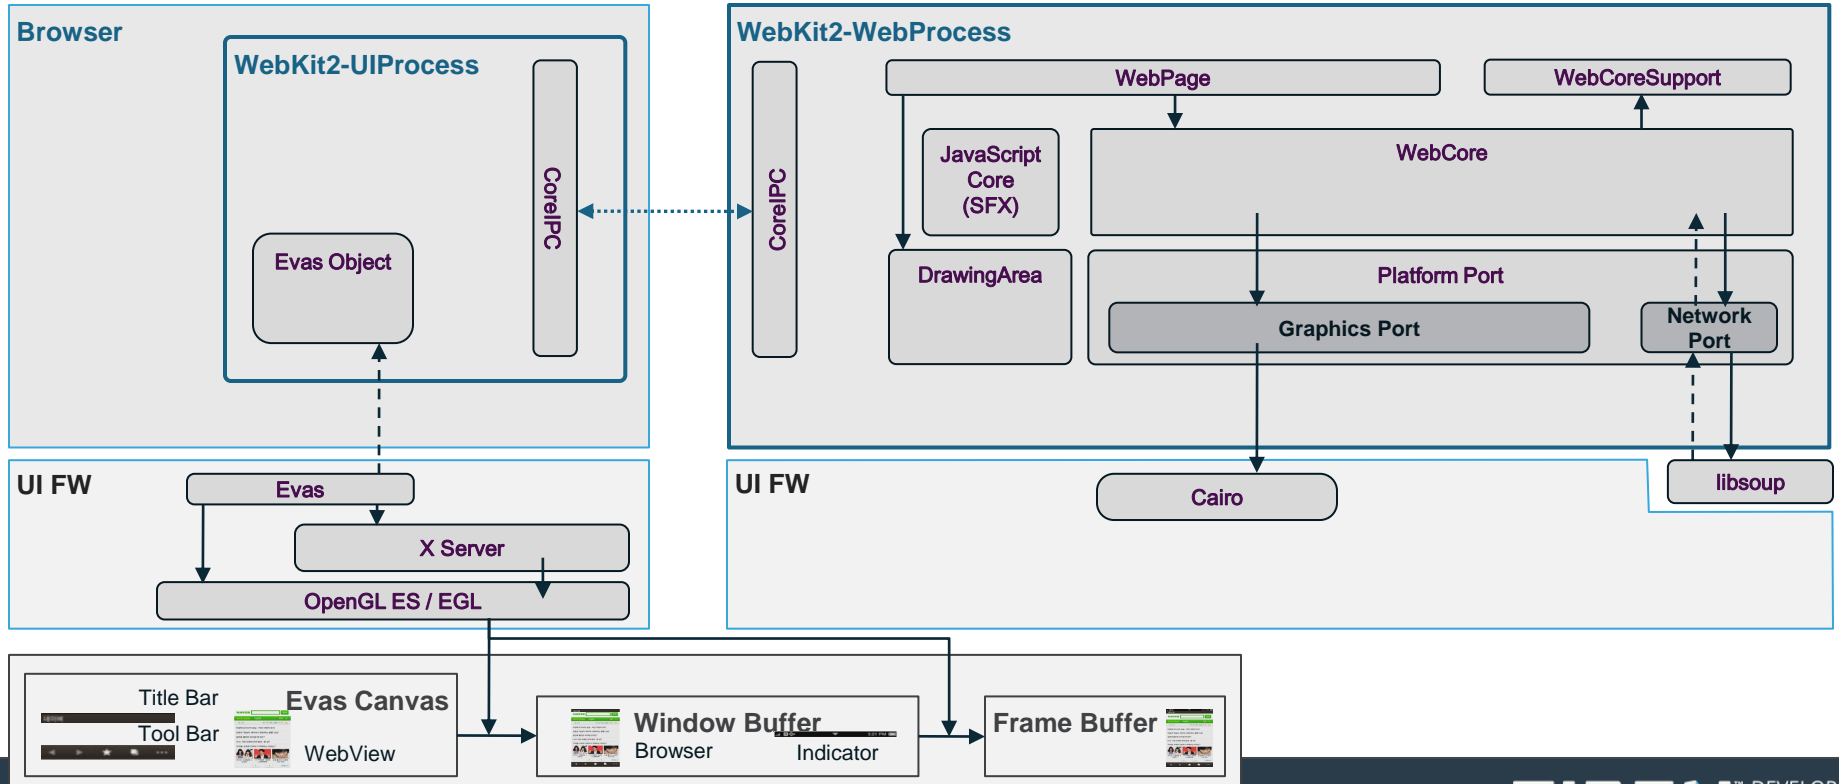 Browser
WebKit2-UIProcess
CoreIPC
Evas Object
WebKit2-WebProcess
CoreIPC
WebPage
WebCoreSupport
JavaScript
Core
(SFX)
WebCore
DrawingArea
Platform Port
Graphics Port
Network
Port
UI FW
Evas
X Server
OpenGL ES / EGL
UI FW
Cairo
libsoup
Title Bar
Tool Bar
Evas Canvas
WebView
Window Buffer
Browser
Indicator
Frame Buffer